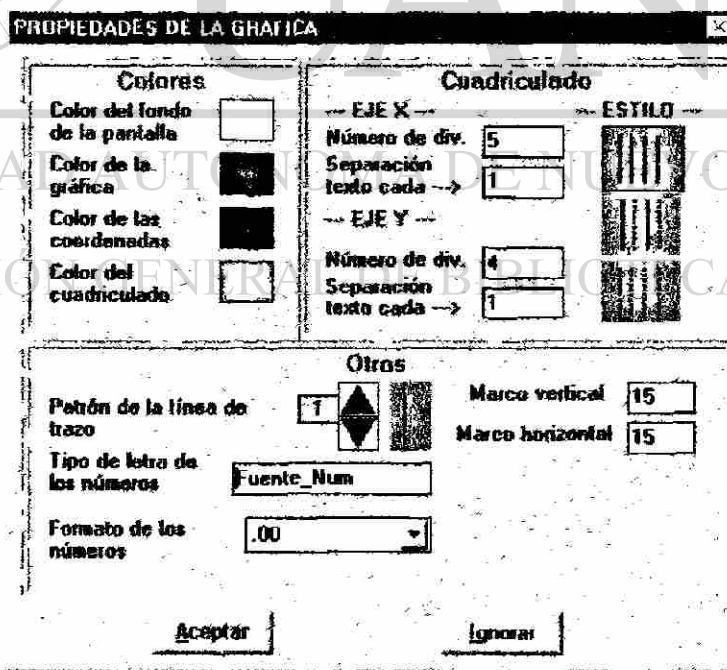 PROPIEDADES DE LA GRAFICA
Colores
Color del fondo
de la pantalla
Color de la
gráfica
Color de las
coordenadas
Color del
cuadriculado
Cuadriculado
--- EJE X ---
--- ESTILO ---
Número de div. 5
Separación
texto cada --> 1
--- EJE Y ---
Número de div. 4
Separación
texto cada --> 1
Otros
Patrón de la línea de
trazo
1
Tipo de letra de
los números
Fuente_Num
Formato de los
números
.00
Marco vertical 15
Marco horizontal 15
Aceptar
Ignorar